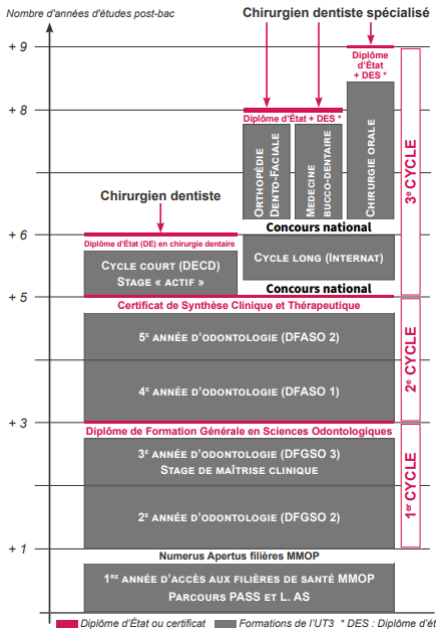 Nombre d'années d'études post-bac
Chirurgien dentiste spécialisé
+ 9
Diplôme
d'État
+ DES *
+ 8
Diplôme d'État + DES *
ORTHOPÉDIE
DENTO-FACIALE
MEDECINE
BUCCO-DENTAIRE
CHIRURGIE ORALE
3e CYCLE
Chirurgien dentiste
+ 6
Concours national
Diplôme d'État (DE) en chirurgie dentaire
CYCLE COURT (DECD)
STAGE « ACTIF »
CYCLE LONG (INTERNAT)
Concours national
+ 5
Certificat de Synthèse Clinique et Thérapeutique
5E ANNÉE D'ODONTOLOGIE (DFASO 2)
2e CYCLE
4E ANNÉE D'ODONTOLOGIE (DFASO 1)
+ 3
Diplôme de Formation Générale en Sciences Odontologiques
3E ANNÉE D'ODONTOLOGIE (DFGSO 3)
STAGE DE MAÎTRISE CLINIQUE
1er CYCLE
2E ANNÉE D'ODONTOLOGIE (DFGSO 2)
+ 1
Numerus Apertus filières MMOP
1RE ANNÉE D'ACCÈS AUX FILIÈRES DE SANTÉ MMOP
PARCOURS PASS ET L. AS
Diplôme d'État ou certificat
Formations de l'UT3
* DES : Diplôme d'ét